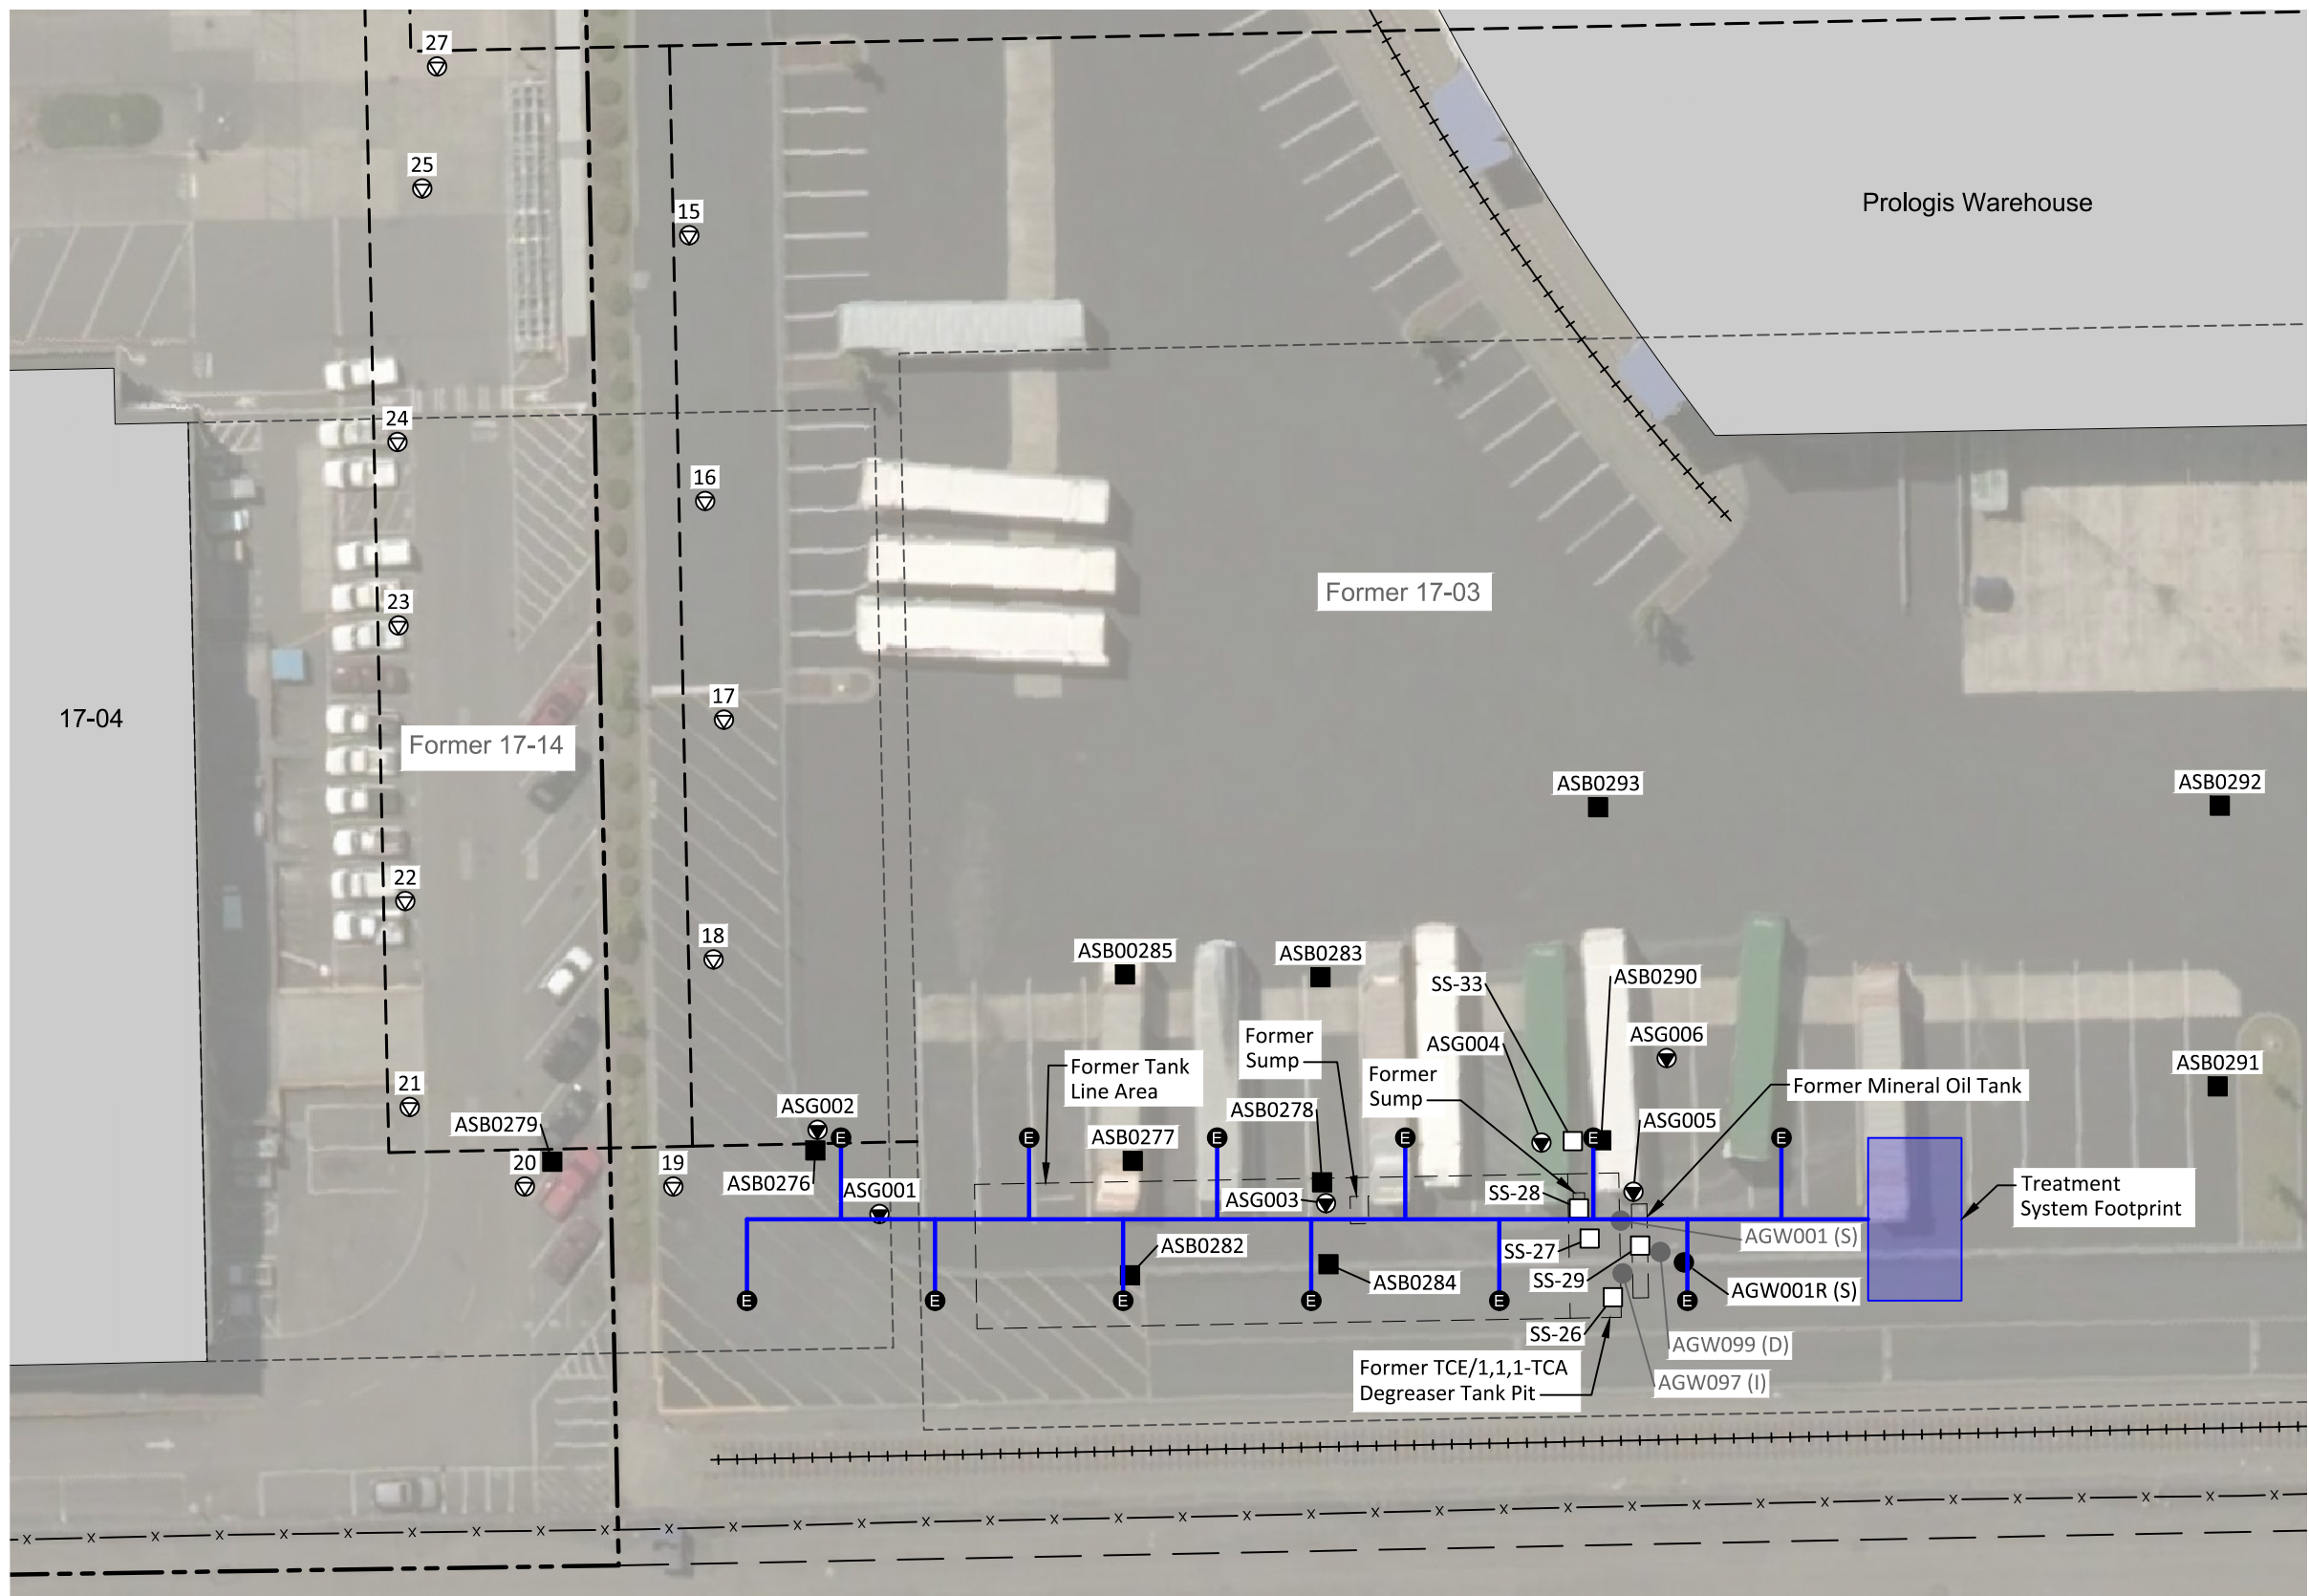 27
25
15
Prologis Warehouse
24
16
Former 17-03
23
17
17-04
Former 17-14
ASB0293
ASB0292
22
18
ASB00285
ASB0283
SS-33
ASB0290
ASG004
ASG006
Former
Sump
Former Tank
Line Area
Former
Sump
Former Mineral Oil Tank
ASB0291
21
ASG002
ASB0278
ASG005
ASB0279
ASB0277
E
E
E
E
E
E
20
19
ASB0276
ASG001
ASG003
SS-28
Treatment
System Footprint
ASB0282
SS-27
AGW001 (S)
ASB0284
SS-29
AGW001R (S)
E
E
E
E
E
E
SS-26
AGW099 (D)
Former TCE/1,1,1-TCA
Degreaser Tank Pit
AGW097 (I)
x x x x x x x x x x x x x x x x x x x x x x x x x x x x x x x x x x x x